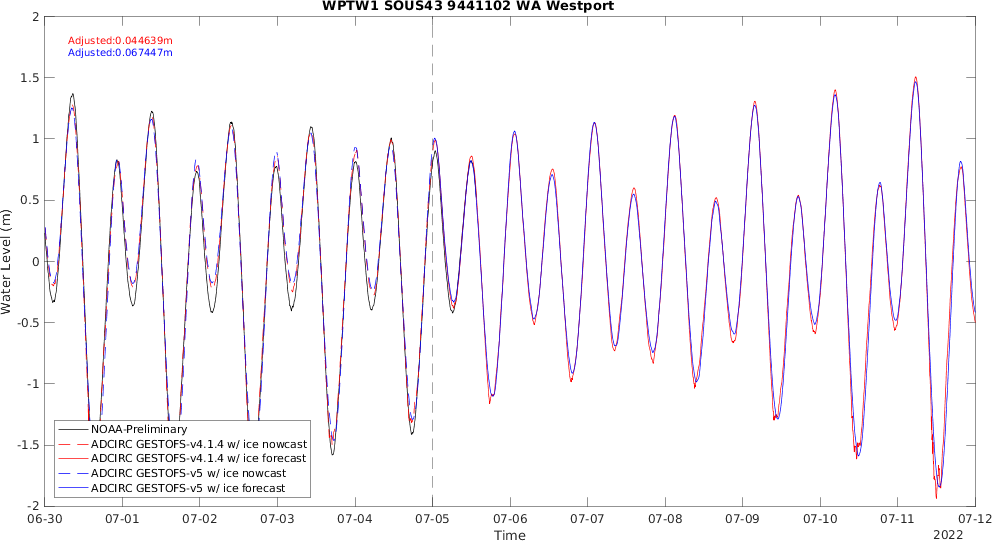 WPTW1 SOUS43 9441102 WA Westport
Adjusted:0.044639m
Adjusted:0.067447m
2
1.5
1
0.5
0
-0.5
-1
-1.5
-2
Water Level (m)
NOAA-Preliminary
ADCIRC GESTOFS-v4.1.4 w/ ice nowcast
ADCIRC GESTOFS-v4.1.4 w/ ice forecast
ADCIRC GESTOFS-v5 w/ ice nowcast
ADCIRC GESTOFS-v5 w/ ice forecast
06-30 07-01 07-02 07-03 07-04 07-05 07-06 07-07 07-08 07-09 07-10 07-11 07-12
Time
2022